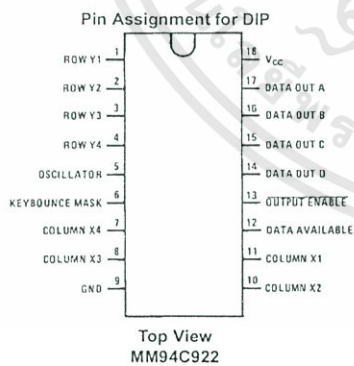 Pin Assignment for DIP
ROW Y1 1 18 VCC
ROW Y2 2 17 DATA OUT A
ROW Y3 3 16 DATA OUT B
ROW Y4 4 15 DATA OUT C
OSCILLATOR 5 14 DATA OUT D
KEYBOUNCE MASK 6 13 OUTPUT ENABLE
COLUMN X4 7 12 DATA AVAILABLE
COLUMN X3 8 11 COLUMN X1
GND 9 10 COLUMN X2
Top View
MM94C922